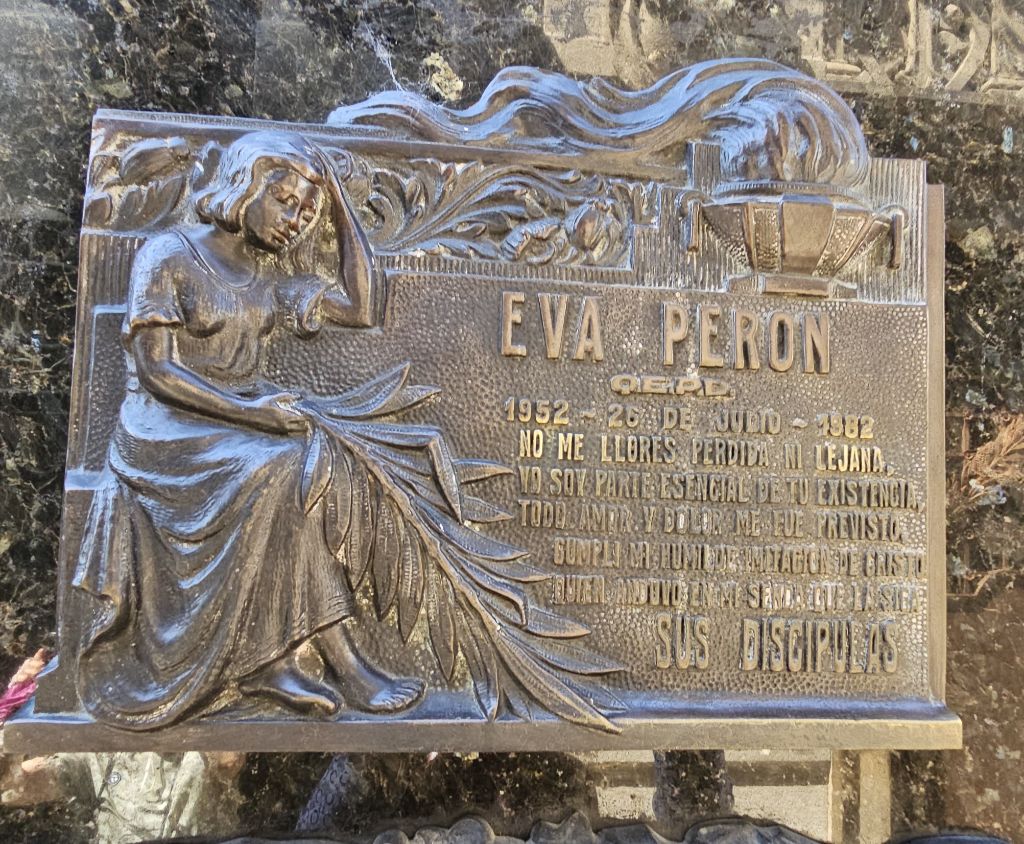 EVA PERON
Q.E.P.D.
1952 - 26 DE JULIO - 1982
NO ME LLORES PERDIDA NI LEJANA.
YO SOY PARTE ESENCIAL DE TU EXISTENCIA,
TODO AMOR Y DOLOR ME FUE PREVISTO,
CUMPLI MI HUMILDE IMITACION DE CRISTO
QUIEN ANDUVO EN MI SENDA QUE LA SIGA
SUS DISCIPULAS